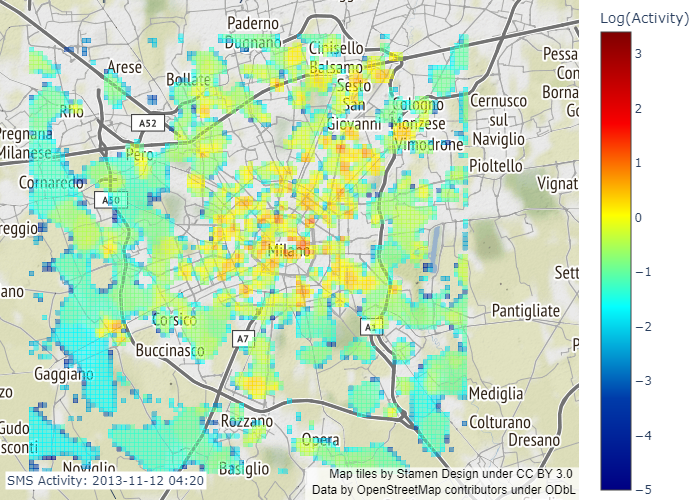 Log(Activity)
Paderno
Dugnano
Cinisello
Balsamo
Sesto
San
Giovanni
Arese
Bollate
Rho
A52
Pregnana
Milanese
Pero
Cornaredo
A50
Cologno
Monzese
Vimodrone
Cernusco
sul
Naviglio
Pioltello
Pessa
Con
Borna
Go
Vignat
reggio
Milano
ano
Sett
Pantigliate
Corsico
A7
A1
Buccinasco
P
Gaggiano
zo
Mediglia
Rozzano
Colturano
Dresano
Gudo
sconti
Opera
Noviglio
Basiglio
3
2
1
0
−1
−2
−3
−4
−5
SMS Activity: 2013-11-12 04:20
Map tiles by Stamen Design under CC BY 3.0
Data by OpenStreetMap contributors under ODbL